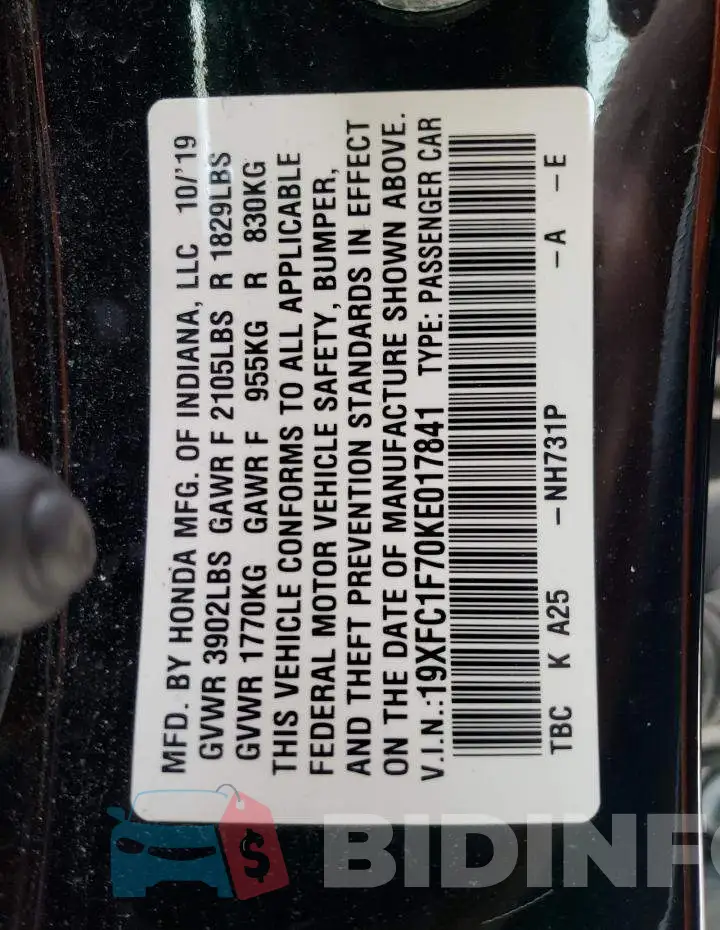 MFD. BY HONDA MFG. OF INDIANA, LLC 10/'19
GVWR 3902LBS GAWR F 2105LBS R 1829LBS
GVWR 1770KG GAWR F 955KG R 830KG
THIS VEHICLE CONFORMS TO ALL APPLICABLE
FEDERAL MOTOR VEHICLE SAFETY, BUMPER,
AND THEFT PREVENTION STANDARDS IN EFFECT
ON THE DATE OF MANUFACTURE SHOWN ABOVE.
V.I.N.:19XFC1F70KE017841 TYPE: PASSENGER CAR
TBC K A25 -NH731P -A -E
$ BIDINFO